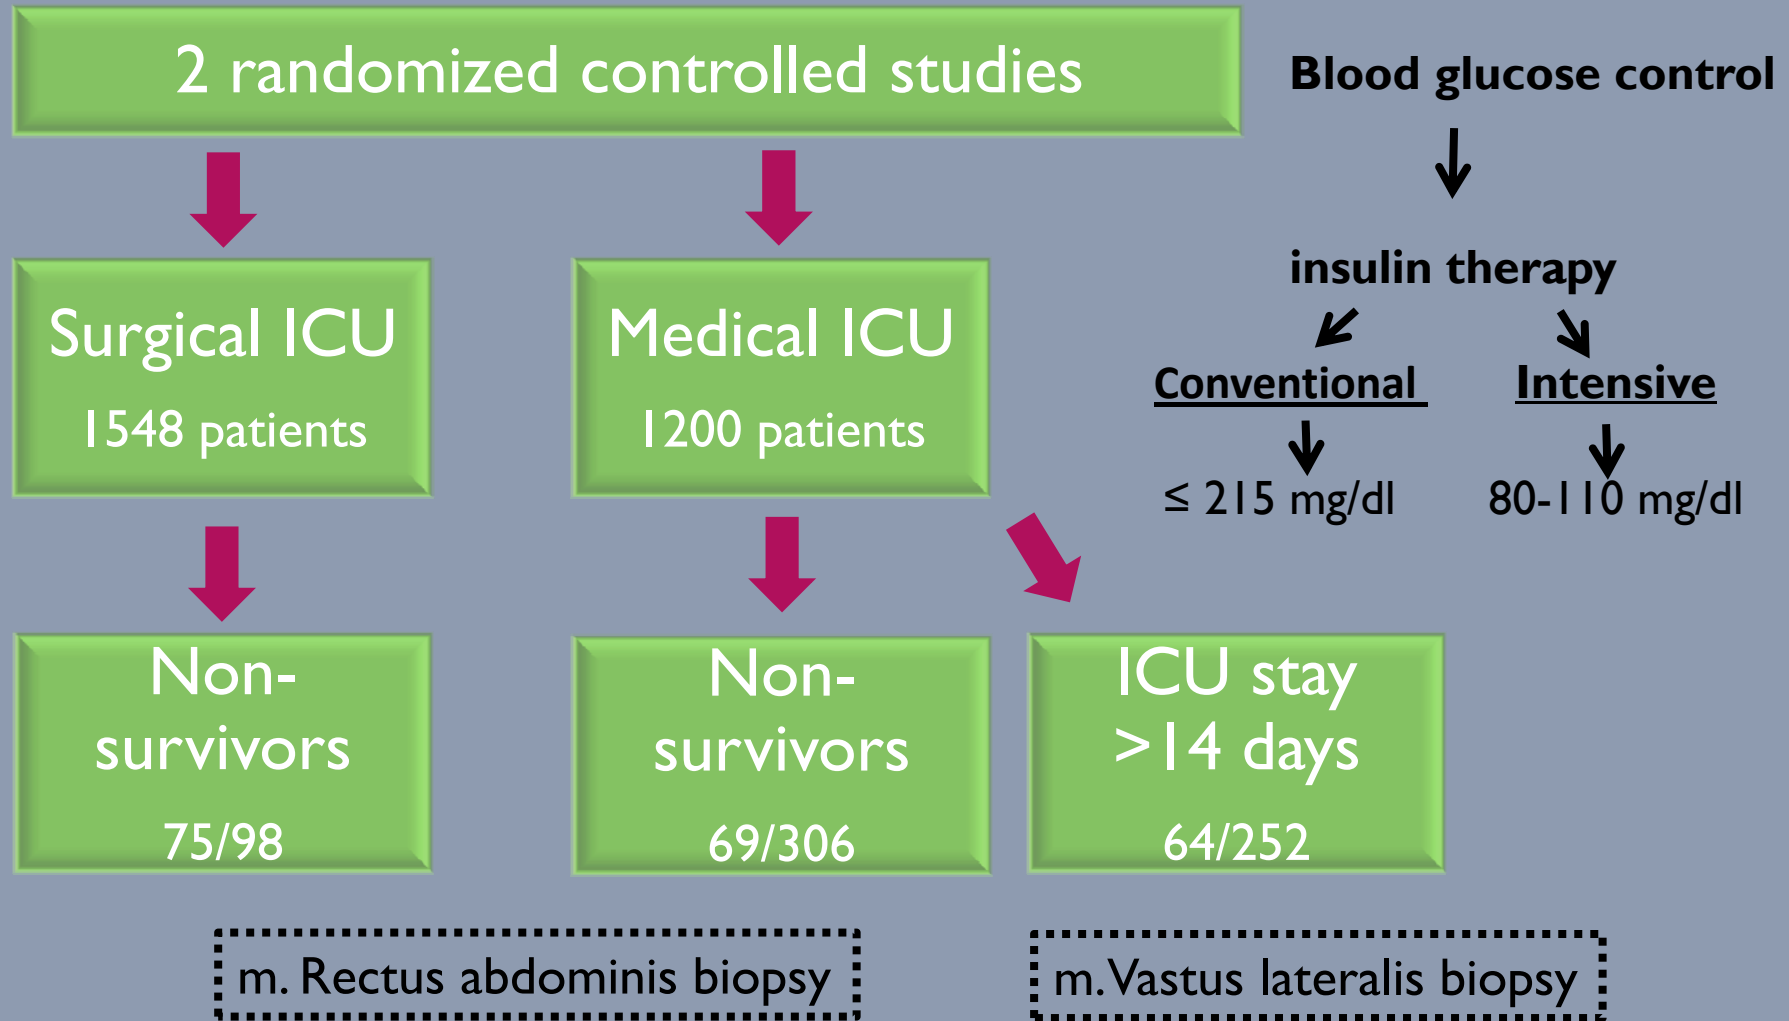 2 randomized controlled studies
Blood glucose control
insulin therapy
Conventional
Intensive
≤ 215 mg/dl
80-110 mg/dl
Surgical ICU
1548 patients
Medical ICU
1200 patients
Non-
survivors
75/98
Non-
survivors
69/306
ICU stay
>14 days
64/252
m. Rectus abdominis biopsy
m. Vastus lateralis biopsy